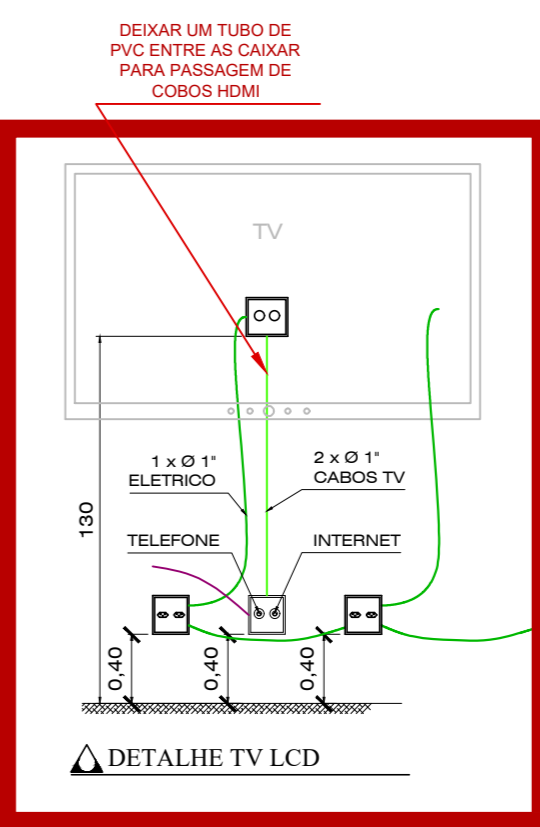 DEIXAR UM TUBO DE
PVC ENTRE AS CAIXAR
PARA PASSAGEM DE
COBOS HDMI
TV
1 x Ø 1"
ELETRICO
2 x Ø 1"
CABOS TV
130
TELEFONE
INTERNET
0,40
0,40
0,40
DETALHE TV LCD